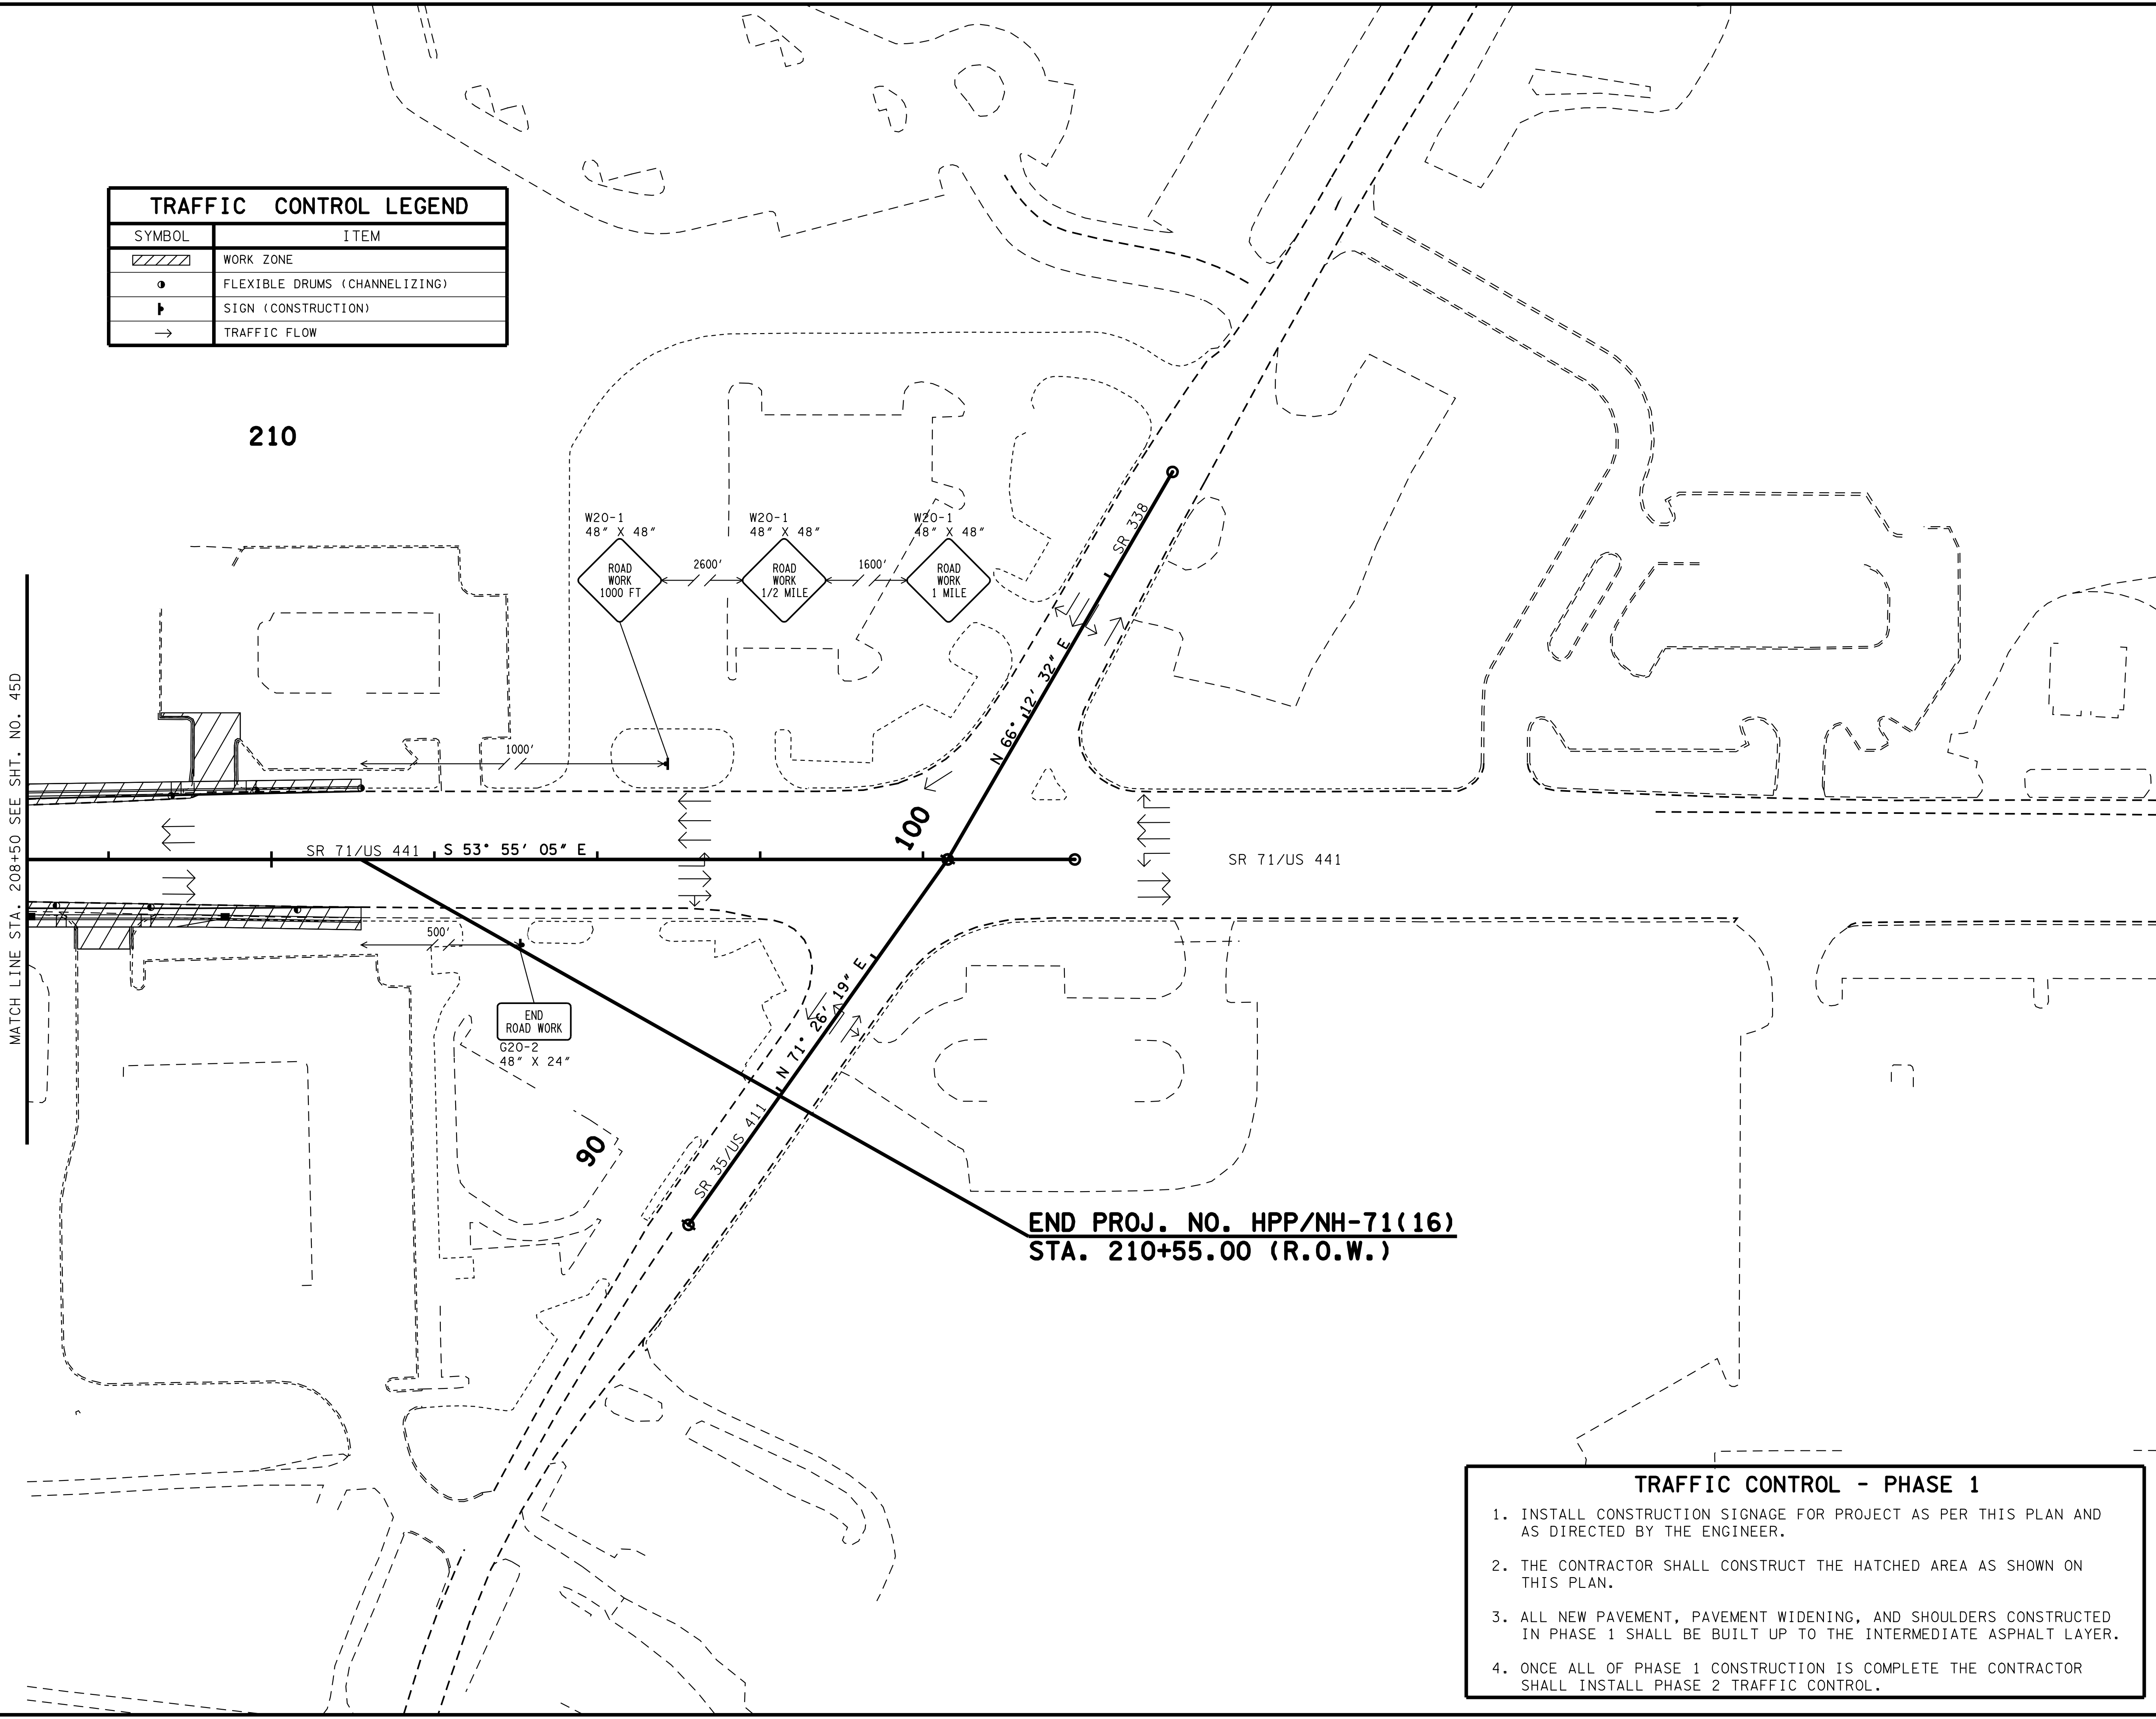 TRAFFIC CONTROL LEGEND
SYMBOL ITEM
WORK ZONE
FLEXIBLE DRUMS (CHANNELIZING)
SIGN (CONSTRUCTION)
TRAFFIC FLOW
210
W20-1
48" X 48"
ROAD
WORK
1000 FT
2600'
W20-1
48" X 48"
ROAD
WORK
1/2 MILE
1600'
W20-1
48" X 48"
ROAD
WORK
1 MILE
SR 338
N 66° 12' 32" E
MATCH LINE STA. 208+50 SEE SHT. NO. 45D
1000'
100
SR 71/US 441 S 53° 55' 05" E
SR 71/US 441
500'
END
ROAD WORK
G20-2
48" X 24"
N 71° 26' 19" E
SR 35/US 411
90
END PROJ. NO. HPP/NH-71(16)
STA. 210+55.00 (R.O.W.)
TRAFFIC CONTROL - PHASE 1
1. INSTALL CONSTRUCTION SIGNAGE FOR PROJECT AS PER THIS PLAN AND
AS DIRECTED BY THE ENGINEER.
2. THE CONTRACTOR SHALL CONSTRUCT THE HATCHED AREA AS SHOWN ON
THIS PLAN.
3. ALL NEW PAVEMENT, PAVEMENT WIDENING, AND SHOULDERS CONSTRUCTED
IN PHASE 1 SHALL BE BUILT UP TO THE INTERMEDIATE ASPHALT LAYER.
4. ONCE ALL OF PHASE 1 CONSTRUCTION IS COMPLETE THE CONTRACTOR
SHALL INSTALL PHASE 2 TRAFFIC CONTROL.